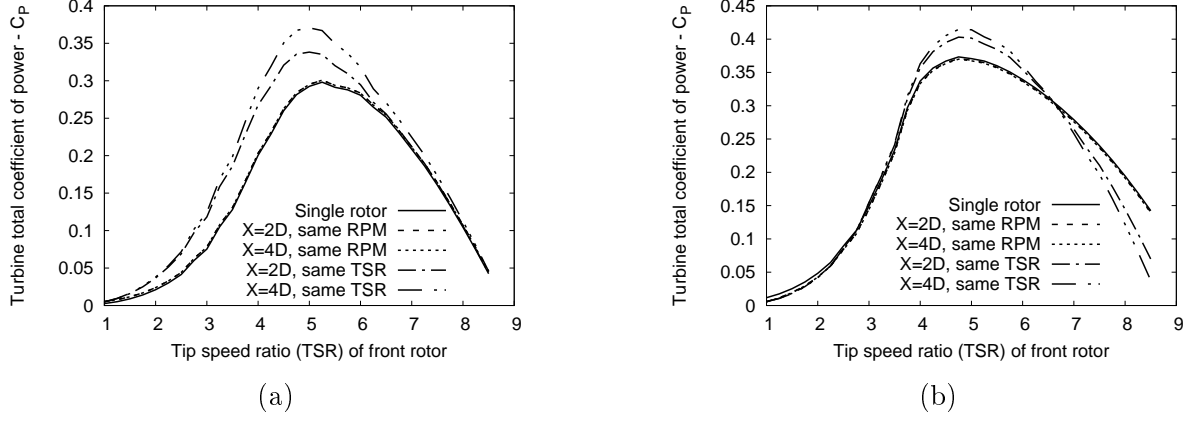 Turbine total coefficient of power - CP
0.4
0.35
0.3
0.25
0.2
0.15
0.1
0.05
0
1 2 3 4 5 6 7 8 9
Tip speed ratio (TSR) of front rotor
Single rotor
X=2D, same RPM
X=4D, same RPM
X=2D, same TSR
X=4D, same TSR
(a)
Turbine total coefficient of power - CP
0.45
0.4
0.35
0.3
0.25
0.2
0.15
0.1
0.05
0
1 2 3 4 5 6 7 8 9
Tip speed ratio (TSR) of front rotor
Single rotor
X=2D, same RPM
X=4D, same RPM
X=2D, same TSR
X=4D, same TSR
(b)